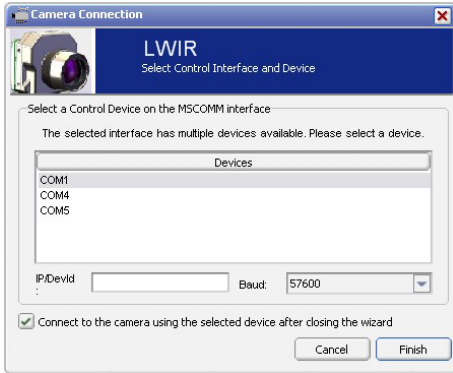 Camera Connection
LWIR
Select Control Interface and Device
Select a Control Device on the MSCOMM interface
The selected interface has multiple devices available. Please select a device.
Devices
COM1
COM4
COM5
IP/DevId
:
Baud:
57600
Connect to the camera using the selected device after closing the wizard
Cancel
Finish